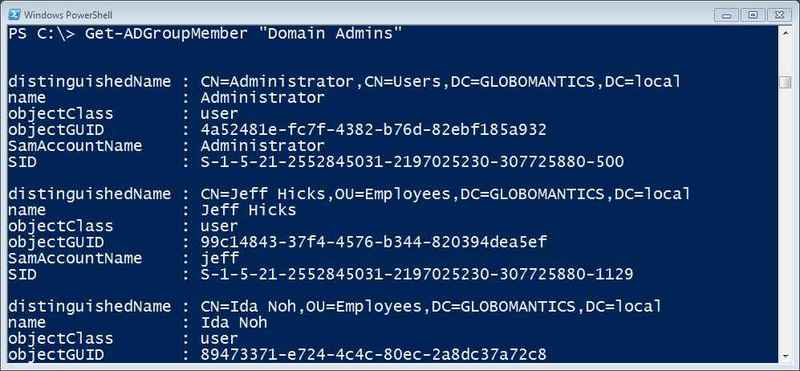 Windows PowerShell
PS C:\> Get-ADGroupMember "Domain Admins"
distinguishedName : CN=Administrator,CN=Users,DC=GLOBOMANTICS,DC=local
name : Administrator
objectClass : user
objectGUID : 4a52481e-fc7f-4382-b76d-82ebf185a932
SamAccountName : Administrator
SID : S-1-5-21-2552845031-2197025230-307725880-500
distinguishedName : CN=Jeff Hicks,OU=Employees,DC=GLOBOMANTICS,DC=local
name : Jeff Hicks
objectClass : user
objectGUID : 99c14843-37f4-4576-b344-820394dea5ef
SamAccountName : jeff
SID : S-1-5-21-2552845031-2197025230-307725880-1129
distinguishedName : CN=Ida Noh,OU=Employees,DC=GLOBOMANTICS,DC=local
name : Ida Noh
objectClass : user
objectGUID : 89473371-e724-4c4c-80ec-2a8dc37a72c8